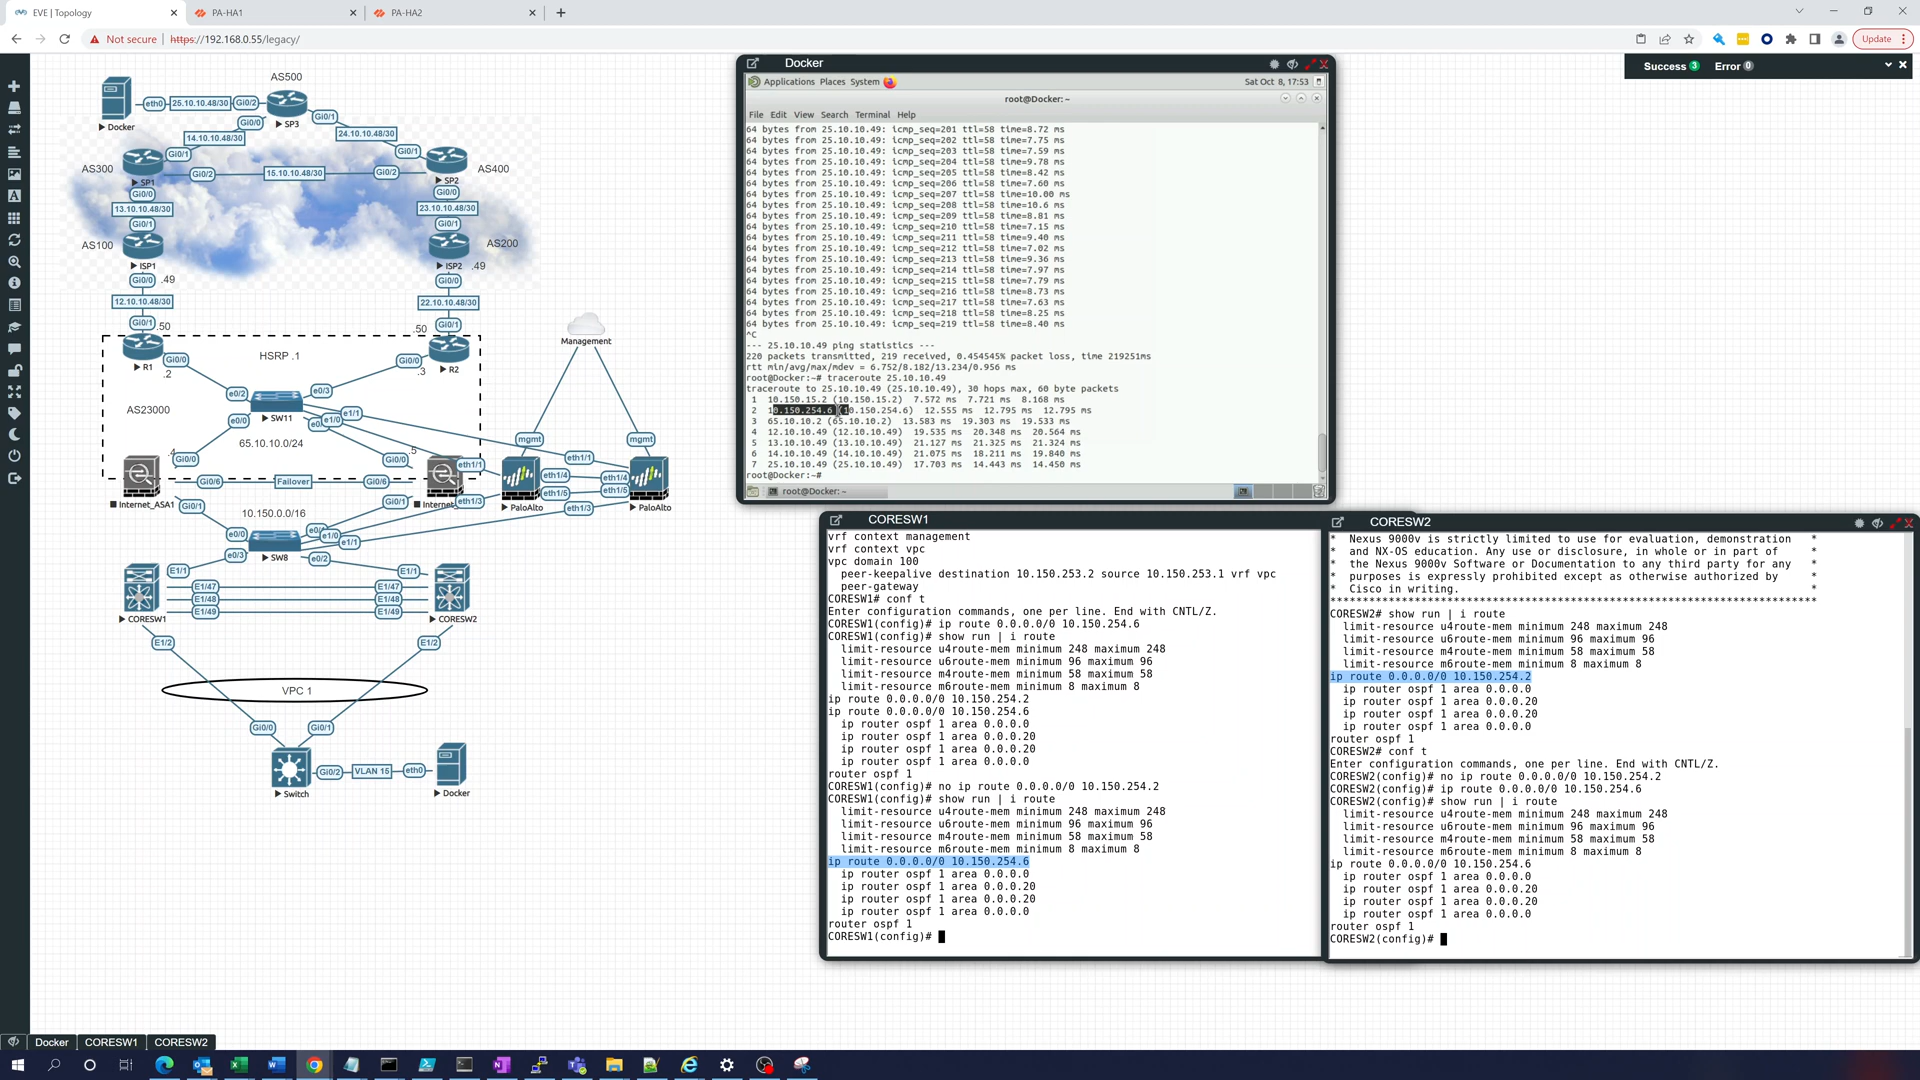 EVE | Topology
PA-HA1
PA-HA2
Not secure
https://192.168.0.55/legacy/
Update
Success 3
Error 0
AS500
Docker
eth0
25.10.10.48/30
Gi0/2
SP3
Gi0/0
Gi0/1
14.10.10.48/30
24.10.10.48/30
AS300
Gi0/1
Gi0/1
AS400
SP1
Gi0/2
15.10.10.48/30
Gi0/2
SP2
Gi0/0
Gi0/0
13.10.10.48/30
23.10.10.48/30
Gi0/1
Gi0/1
AS100
AS200
ISP1
ISP2
.49
.49
Gi0/0
Gi0/0
12.10.10.48/30
22.10.10.48/30
Gi0/1
.50
.50
Gi0/1
HSRP .1
R1
Gi0/0
.2
Gi0/0
.3
R2
Management
e0/2
e0/3
AS23000
SW11
e1/1
e0/0
e1/0
65.10.10.0/24
.4
.5
Gi0/0
Gi0/0
mgmt
mgmt
eth1/1
eth1/1
eth1/4
eth1/4
eth1/5
eth1/5
eth1/3
eth1/3
Gi0/6
Failover
Gi0/6
Internet_ASA1
Gi0/1
Gi0/1
PaloAlto
PaloAlto
10.150.0.0/16
e0/0
e1/0
e1/1
e0/3
SW8
e0/2
E1/1
E1/1
E1/47
E1/47
E1/48
E1/48
E1/49
E1/49
CORESW1
CORESW2
E1/2
E1/2
VPC 1
Gi0/0
Gi0/1
Switch
Gi0/2
VLAN 15
eth0
Docker
Docker
Applications Places System
Sat Oct 8, 17:53
root@Docker: ~
File Edit View Search Terminal Help
64 bytes from 25.10.10.49: icmp_seq=201 ttl=58 time=8.72 ms
64 bytes from 25.10.10.49: icmp_seq=202 ttl=58 time=7.75 ms
64 bytes from 25.10.10.49: icmp_seq=203 ttl=58 time=7.59 ms
64 bytes from 25.10.10.49: icmp_seq=204 ttl=58 time=9.78 ms
64 bytes from 25.10.10.49: icmp_seq=205 ttl=58 time=8.42 ms
64 bytes from 25.10.10.49: icmp_seq=206 ttl=58 time=7.60 ms
64 bytes from 25.10.10.49: icmp_seq=207 ttl=58 time=10.00 ms
64 bytes from 25.10.10.49: icmp_seq=208 ttl=58 time=10.6 ms
64 bytes from 25.10.10.49: icmp_seq=209 ttl=58 time=8.81 ms
64 bytes from 25.10.10.49: icmp_seq=210 ttl=58 time=7.15 ms
64 bytes from 25.10.10.49: icmp_seq=211 ttl=58 time=9.40 ms
64 bytes from 25.10.10.49: icmp_seq=212 ttl=58 time=7.02 ms
64 bytes from 25.10.10.49: icmp_seq=213 ttl=58 time=9.36 ms
64 bytes from 25.10.10.49: icmp_seq=214 ttl=58 time=7.97 ms
64 bytes from 25.10.10.49: icmp_seq=215 ttl=58 time=7.79 ms
64 bytes from 25.10.10.49: icmp_seq=216 ttl=58 time=8.73 ms
64 bytes from 25.10.10.49: icmp_seq=217 ttl=58 time=7.63 ms
64 bytes from 25.10.10.49: icmp_seq=218 ttl=58 time=8.25 ms
64 bytes from 25.10.10.49: icmp_seq=219 ttl=58 time=8.40 ms
^C
--- 25.10.10.49 ping statistics ---
220 packets transmitted, 219 received, 0.454545% packet loss, time 219251ms
rtt min/avg/max/mdev = 6.752/8.182/13.234/0.956 ms
root@Docker:~# traceroute 25.10.10.49
traceroute to 25.10.10.49 (25.10.10.49), 30 hops max, 60 byte packets
1 10.150.15.2 (10.150.15.2) 7.572 ms 7.721 ms 8.168 ms
2 10.150.254.6 (10.150.254.6) 12.555 ms 12.795 ms 12.795 ms
3 65.10.10.2 (65.10.10.2) 13.583 ms 19.303 ms 19.533 ms
4 12.10.10.49 (12.10.10.49) 19.535 ms 20.348 ms 20.564 ms
5 13.10.10.49 (13.10.10.49) 21.127 ms 21.325 ms 21.324 ms
6 14.10.10.49 (14.10.10.49) 21.075 ms 18.211 ms 19.840 ms
7 25.10.10.49 (25.10.10.49) 17.703 ms 14.443 ms 14.450 ms
root@Docker:~#
root@Docker: ~
CORESW1
vrf context management
vrf context vpc
vpc domain 100
peer-keepalive destination 10.150.253.2 source 10.150.253.1 vrf vpc
peer-gateway
CORESW1# conf t
Enter configuration commands, one per line. End with CNTL/Z.
CORESW1(config)# ip route 0.0.0.0/0 10.150.254.6
CORESW1(config)# show run | i route
limit-resource u4route-mem minimum 248 maximum 248
limit-resource u6route-mem minimum 96 maximum 96
limit-resource m4route-mem minimum 58 maximum 58
limit-resource m6route-mem minimum 8 maximum 8
ip route 0.0.0.0/0 10.150.254.2
ip route 0.0.0.0/0 10.150.254.6
ip router ospf 1 area 0.0.0.0
ip router ospf 1 area 0.0.0.20
ip router ospf 1 area 0.0.0.20
ip router ospf 1 area 0.0.0.0
router ospf 1
CORESW1(config)# no ip route 0.0.0.0/0 10.150.254.2
CORESW1(config)# show run | i route
limit-resource u4route-mem minimum 248 maximum 248
limit-resource u6route-mem minimum 96 maximum 96
limit-resource m4route-mem minimum 58 maximum 58
limit-resource m6route-mem minimum 8 maximum 8
ip route 0.0.0.0/0 10.150.254.6
ip router ospf 1 area 0.0.0.0
ip router ospf 1 area 0.0.0.20
ip router ospf 1 area 0.0.0.20
ip router ospf 1 area 0.0.0.0
router ospf 1
CORESW1(config)#
CORESW2
* Nexus 9000v is strictly limited to use for evaluation, demonstration *
* and NX-OS education. Any use or disclosure, in whole or in part of *
* the Nexus 9000v Software or Documentation to any third party for any *
* purposes is expressly prohibited except as otherwise authorized by *
* Cisco in writing. *
***************************************************************************
CORESW2# show run | i route
limit-resource u4route-mem minimum 248 maximum 248
limit-resource u6route-mem minimum 96 maximum 96
limit-resource m4route-mem minimum 58 maximum 58
limit-resource m6route-mem minimum 8 maximum 8
ip route 0.0.0.0/0 10.150.254.2
ip router ospf 1 area 0.0.0.0
ip router ospf 1 area 0.0.0.20
ip router ospf 1 area 0.0.0.20
ip router ospf 1 area 0.0.0.0
router ospf 1
CORESW2# conf t
Enter configuration commands, one per line. End with CNTL/Z.
CORESW2(config)# no ip route 0.0.0.0/0 10.150.254.2
CORESW2(config)# ip route 0.0.0.0/0 10.150.254.6
CORESW2(config)# show run | i route
limit-resource u4route-mem minimum 248 maximum 248
limit-resource u6route-mem minimum 96 maximum 96
limit-resource m4route-mem minimum 58 maximum 58
limit-resource m6route-mem minimum 8 maximum 8
ip route 0.0.0.0/0 10.150.254.6
ip router ospf 1 area 0.0.0.0
ip router ospf 1 area 0.0.0.20
ip router ospf 1 area 0.0.0.20
ip router ospf 1 area 0.0.0.0
router ospf 1
CORESW2(config)#
Docker
CORESW1
CORESW2